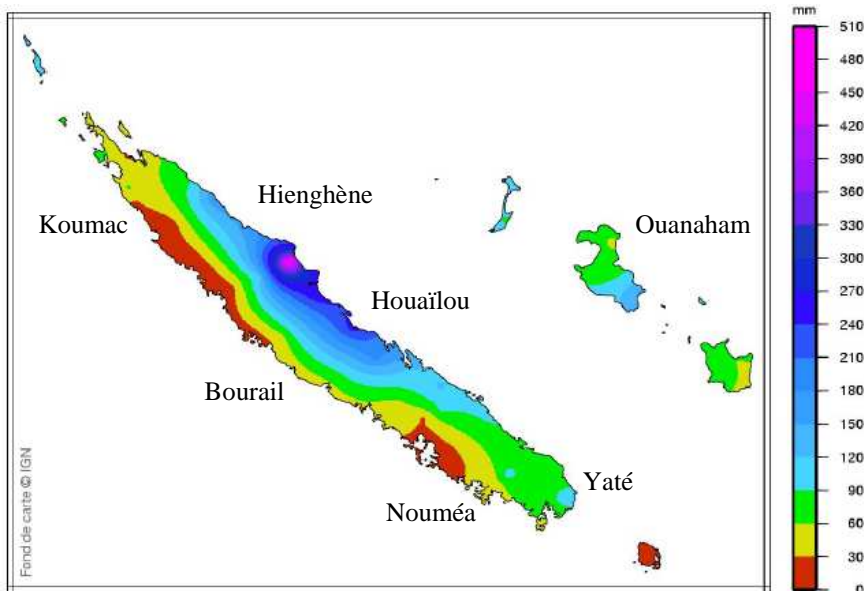 mm
510
480
450
420
390
360
330
300
270
240
210
180
150
120
90
60
30
0
Hienghène
Koumac
Ouanaham
Houaïlou
Bourail
Yaté
Nouméa
Fond de carte © IGN